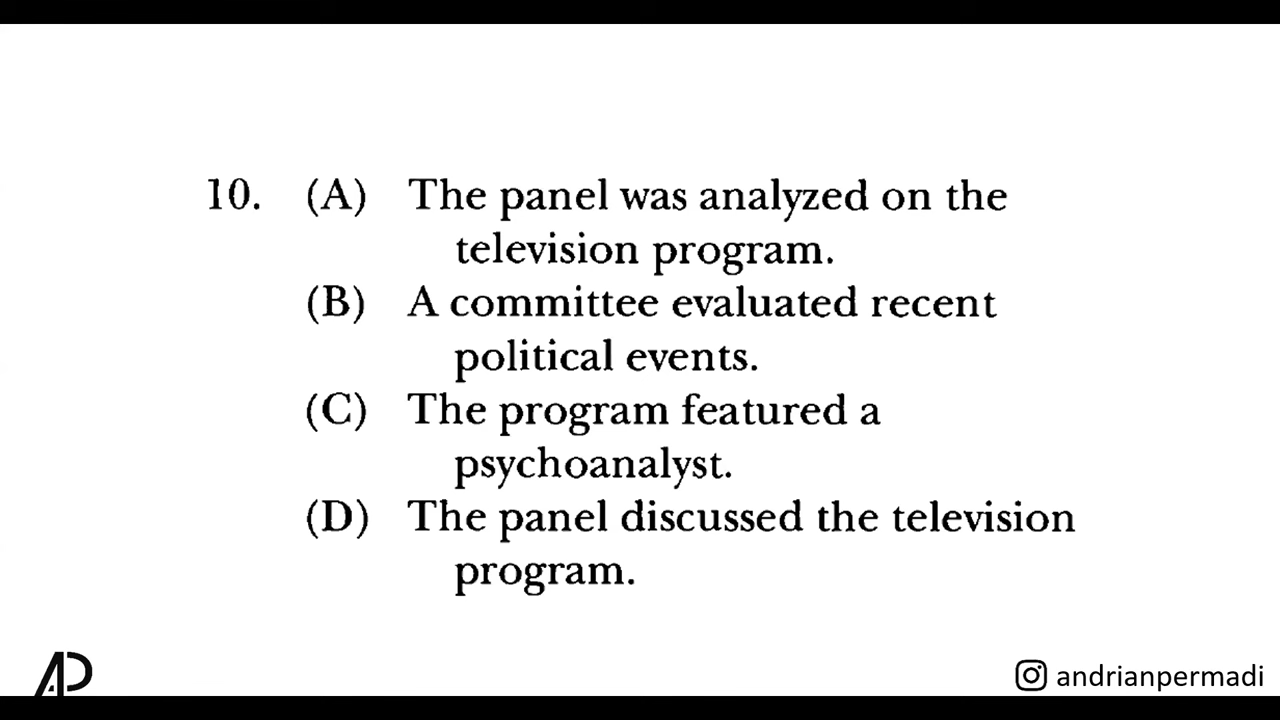 10. (A) The panel was analyzed on the
television program.
(B) A committee evaluated recent
political events.
(C) The program featured a
psychoanalyst.
(D) The panel discussed the television
program.
AP
andrianpermadi